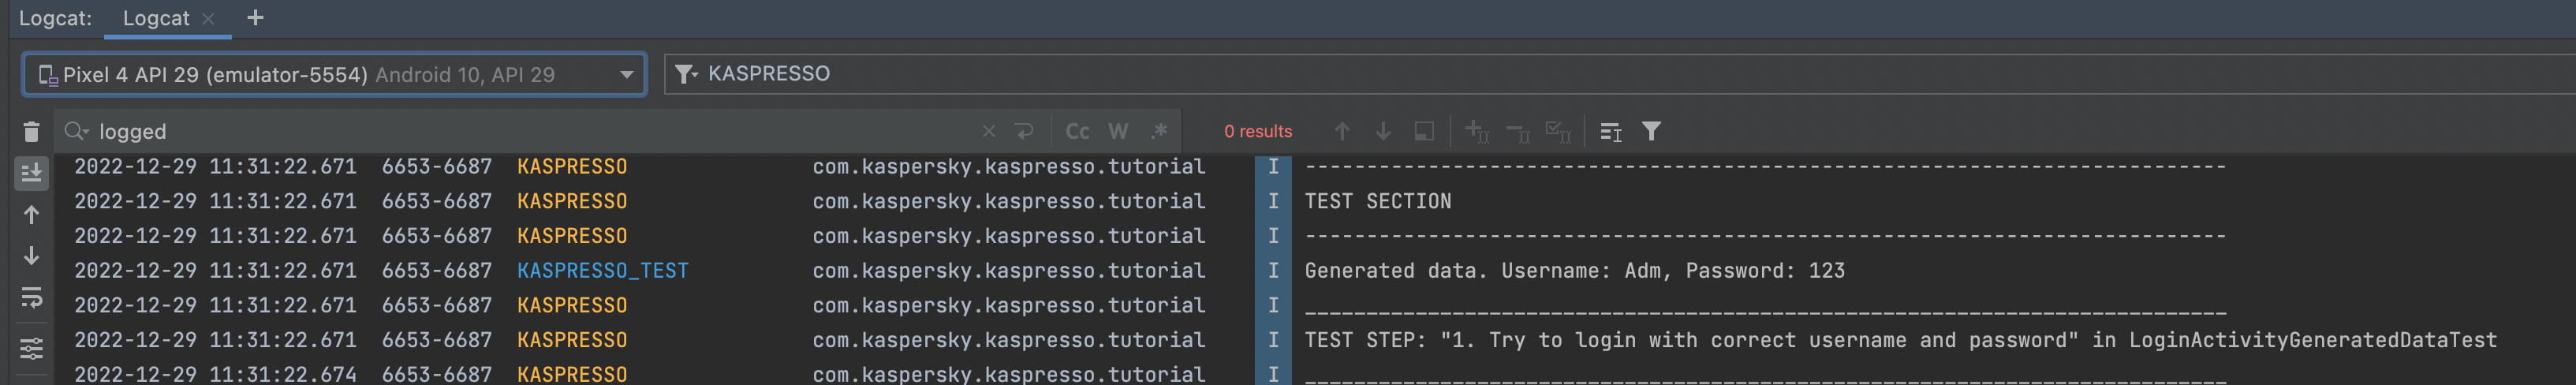 Logcat: Logcat × +
Pixel 4 API 29 (emulator-5554) Android 10, API 29 KASPRESSO
logged × Cc W .* 0 results
2022-12-29 11:31:22.671 6653-6687 KASPRESSO com.kaspersky.kaspresso.tutorial I ---------------------------------------------------------------------------
2022-12-29 11:31:22.671 6653-6687 KASPRESSO com.kaspersky.kaspresso.tutorial I TEST SECTION
2022-12-29 11:31:22.671 6653-6687 KASPRESSO com.kaspersky.kaspresso.tutorial I ---------------------------------------------------------------------------
2022-12-29 11:31:22.671 6653-6687 KASPRESSO_TEST com.kaspersky.kaspresso.tutorial I Generated data. Username: Adm, Password: 123
2022-12-29 11:31:22.671 6653-6687 KASPRESSO com.kaspersky.kaspresso.tutorial I ___________________________________________________________________________
2022-12-29 11:31:22.671 6653-6687 KASPRESSO com.kaspersky.kaspresso.tutorial I TEST STEP: "1. Try to login with correct username and password" in LoginActivityGeneratedDataTest
2022-12-29 11:31:22.674 6653-6687 KASPRESSO com.kaspersky.kaspresso.tutorial I ___________________________________________________________________________